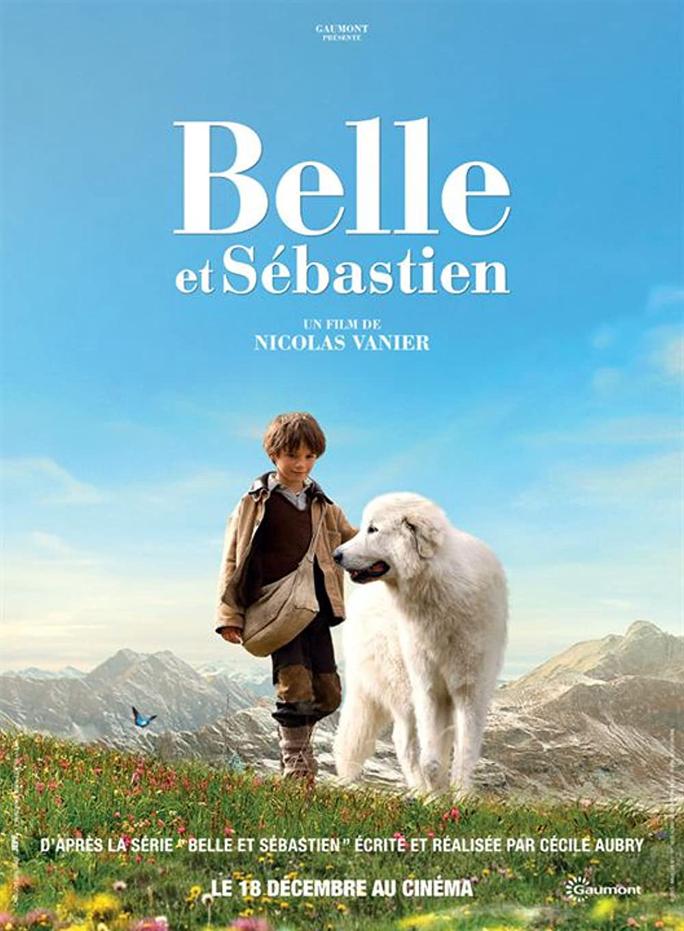 GAUMONT
PRÉSENTE
Belle
et Sébastien
UN FILM DE
NICOLAS VANIER
D'APRÈS LA SÉRIE "BELLE ET SÉBASTIEN" ÉCRITE ET RÉALISÉE PAR CÉCILE AUBRY
LE 18 DÉCEMBRE AU CINÉMA
Gaumont